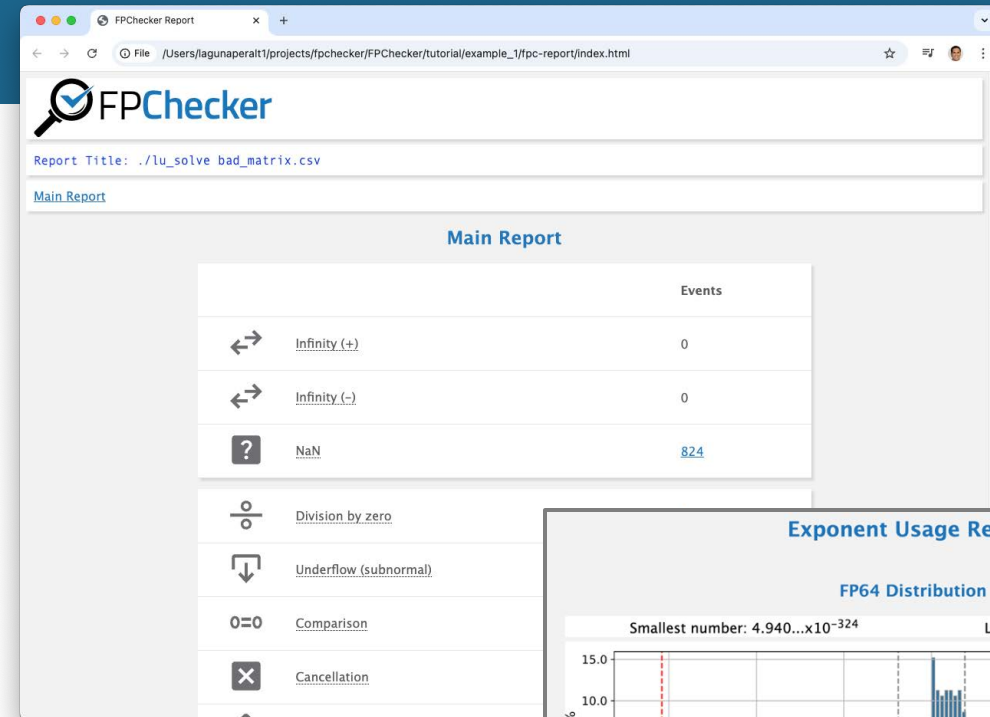 FPChecker Report
File /Users/lagunaperalt1/projects/fpchecker/FPChecker/tutorial/example_1/fpc-report/index.html
FPChecker
Report Title: ./lu_solve bad_matrix.csv
Main Report
Main Report
Events
Infinity (+) 0
Infinity (-) 0
? NaN 824
Division by zero
Underflow (subnormal)
0=0 Comparison
Cancellation
Exponent Usage Re
FP64 Distribution
Smallest number: 4.940...x10⁻³²⁴ L
15.0
10.0